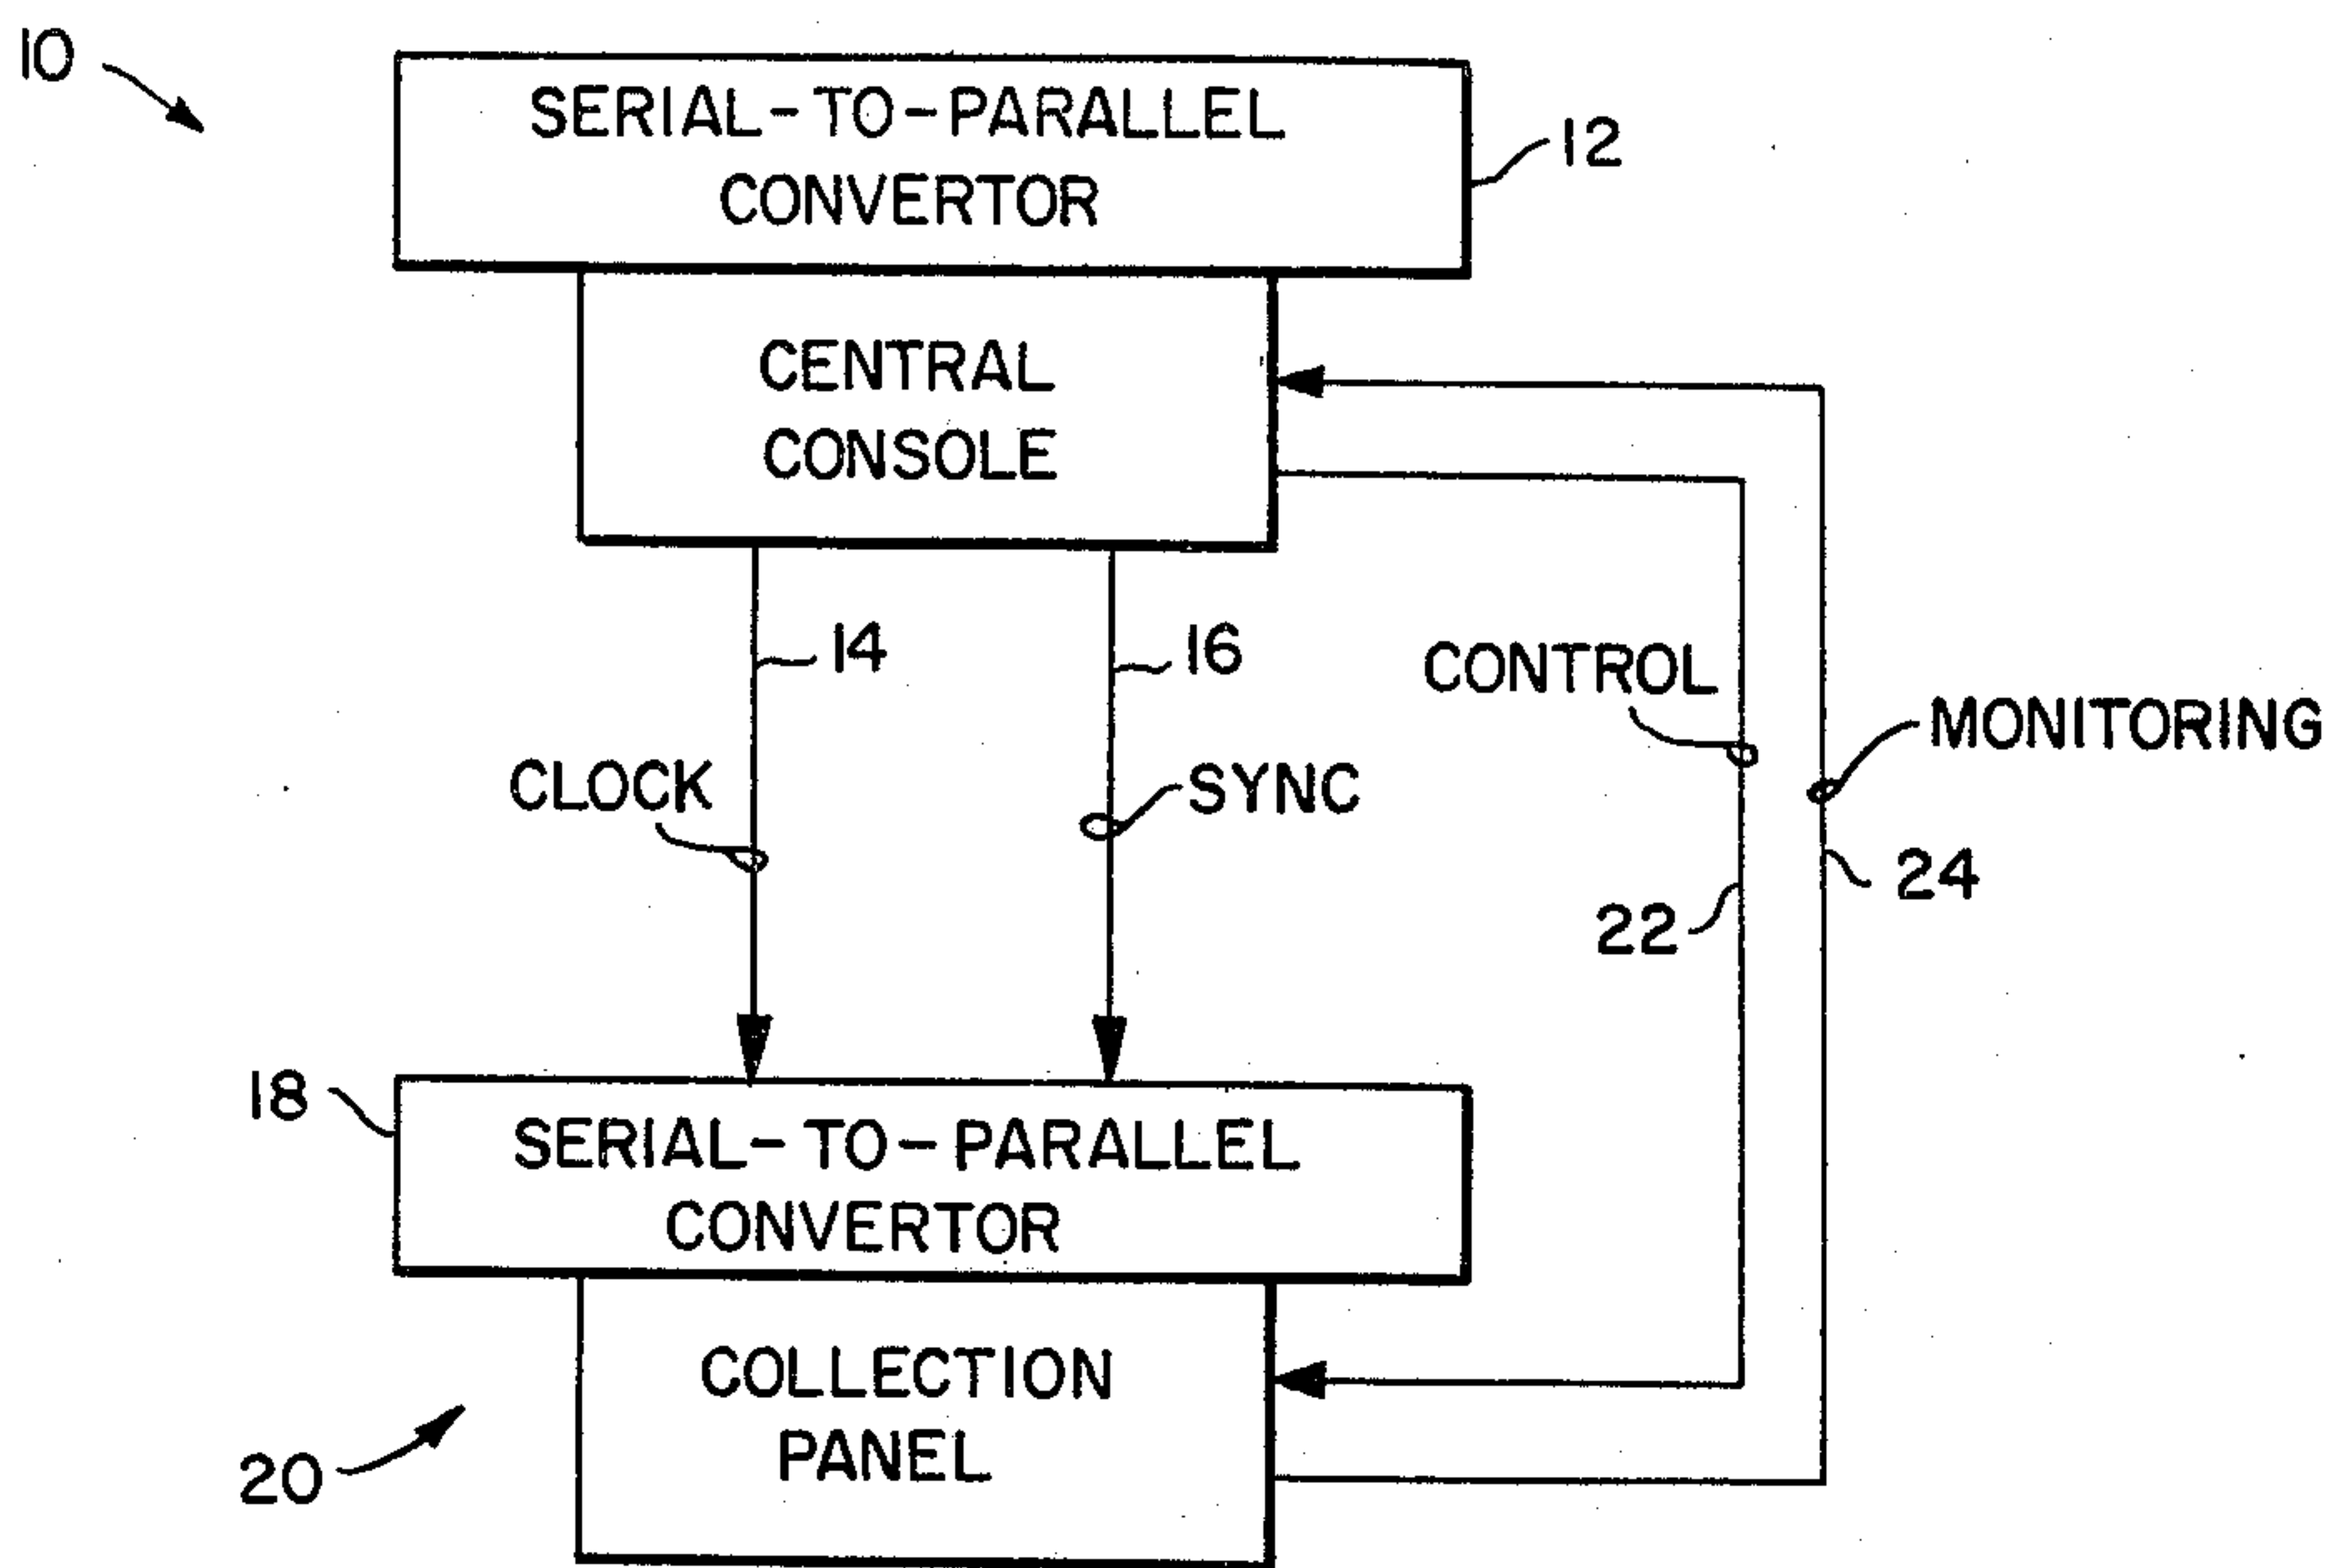 10
SERIAL-TO-PARALLEL
CONVERTOR
12
CENTRAL
CONSOLE
14
16
CONTROL
MONITORING
CLOCK
SYNC
24
22
18
SERIAL-TO-PARALLEL
CONVERTOR
COLLECTION
PANEL
20